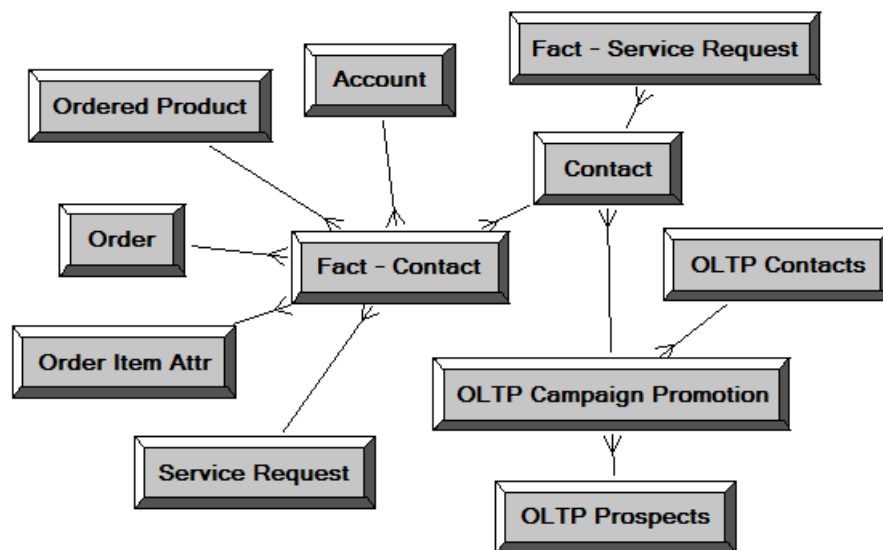 Fact - Service Request
Account
Ordered Product
Contact
Order
OLTP Contacts
Fact - Contact
Order Item Attr
OLTP Campaign Promotion
Service Request
OLTP Prospects